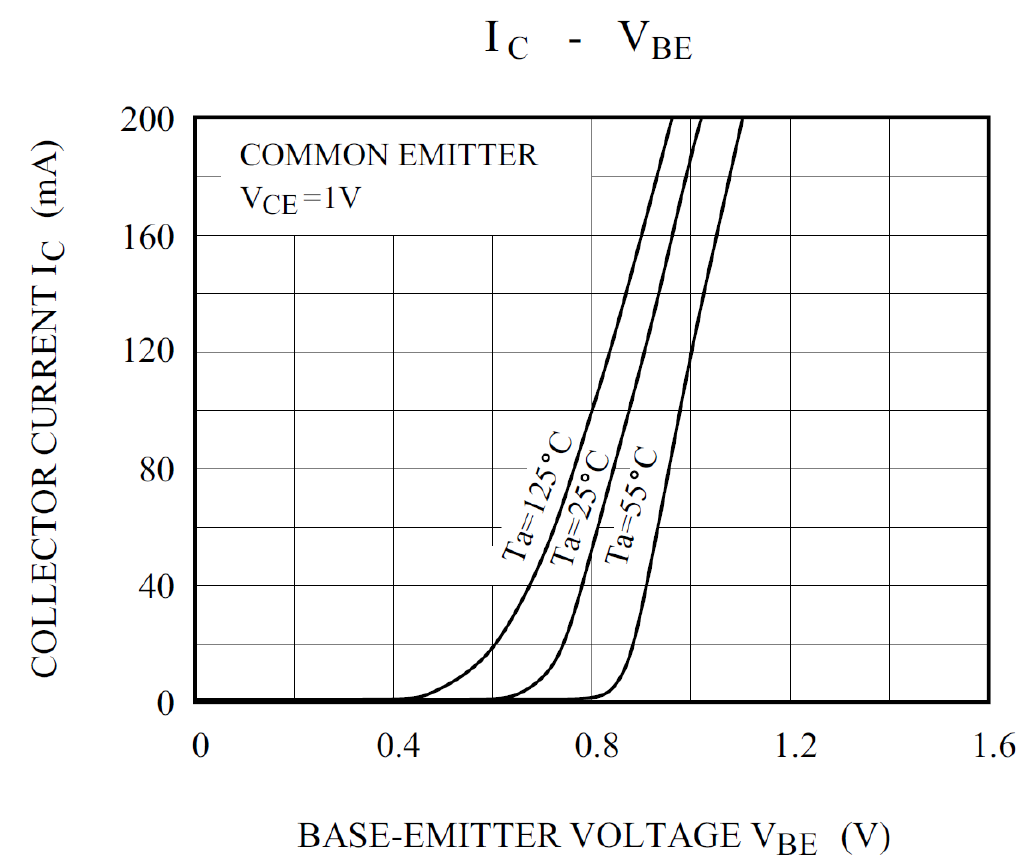 IC - VBE
200
160
120
80
40
0
COLLECTOR CURRENT IC (mA)
COMMON EMITTER
VCE=1V
Ta=125°C
Ta=25°C
Ta=55°C
0 0.4 0.8 1.2 1.6
BASE-EMITTER VOLTAGE VBE (V)